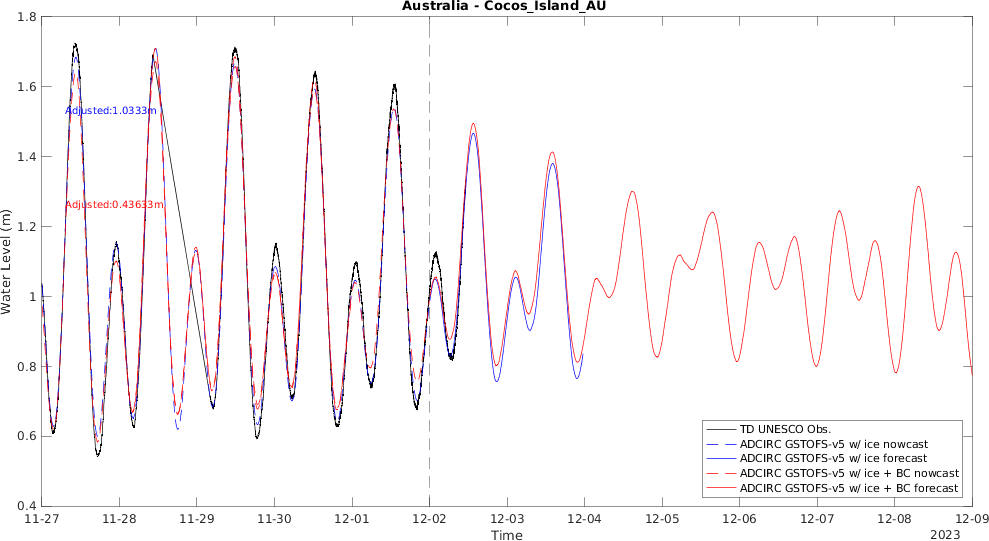 Australia - Cocos_Island_AU
1.8
1.6
1.4
1.2
1
0.8
0.6
0.4
Water Level (m)
Adjusted:1.0333m
Adjusted:0.43633m
TD UNESCO Obs.
ADCIRC GSTOFS-v5 w/ ice nowcast
ADCIRC GSTOFS-v5 w/ ice forecast
ADCIRC GSTOFS-v5 w/ ice + BC nowcast
ADCIRC GSTOFS-v5 w/ ice + BC forecast
11-27 11-28 11-29 11-30 12-01 12-02 12-03 12-04 12-05 12-06 12-07 12-08 12-09
Time
2023